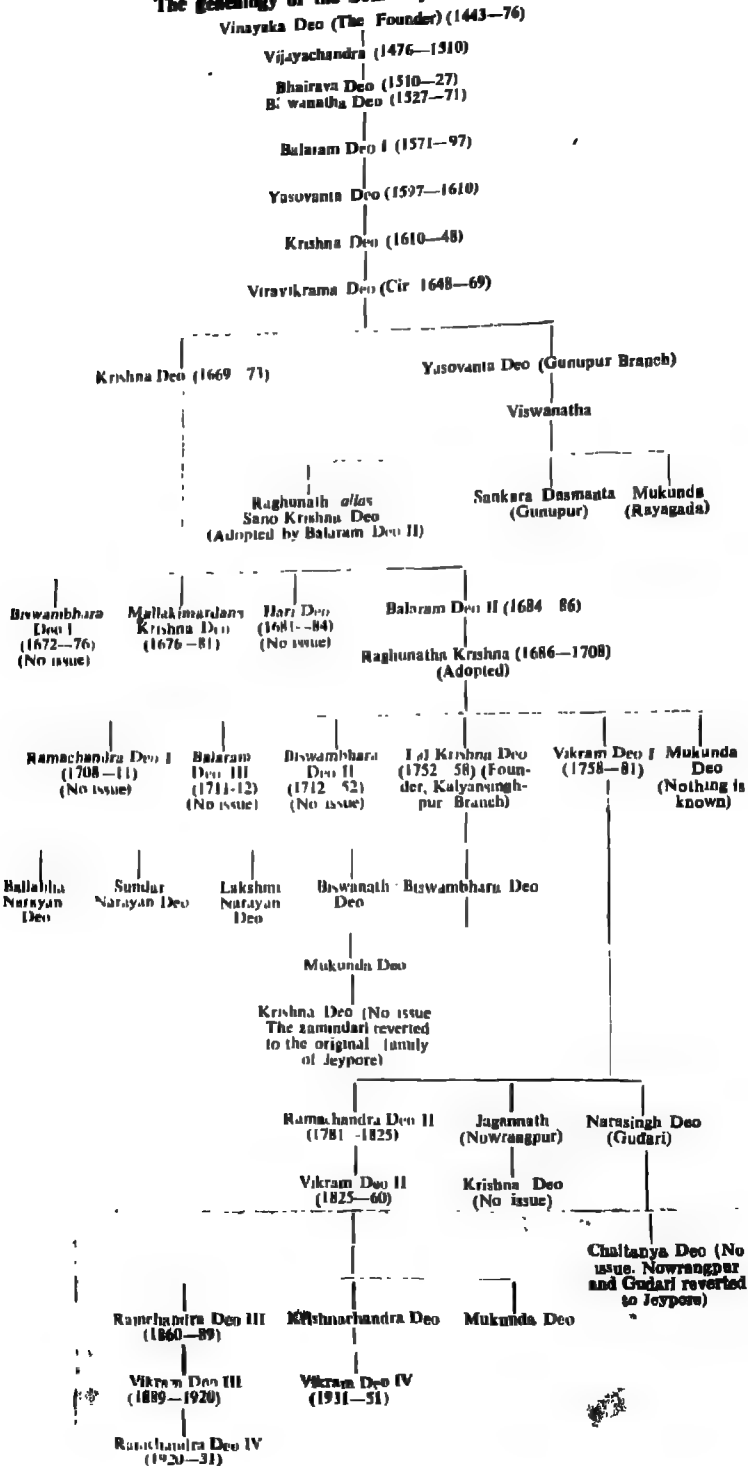 The genealogy of the
Vinayaka Deo (The Founder) (1443—76)
Vijayachandra (1476—1510)
Bhairava Deo (1510—27)
B wanatha Deo (1527—71)
Balaram Deo I (1571—97)
Yasovanta Deo (1597—1610)
Krishna Deo (1610—48)
Viravikrama Deo (Cir 1648—69)
Krishna Deo (1669 71)
Yasovanta Deo (Gunupur Branch)
Viswanatha
Raghunath alias
Sano Krishna Deo
(Adopted by Balaram Deo II)
Sankara Dasmanta
(Gunupur)
Mukunda
(Rayagada)
Biswambhara
Deo I
(1672—76)
(No issue)
Mallakimardana
Krishna Deo
(1676—81)
Hari Deo
(1681—84)
(No issue)
Balaram Deo II (1684 86)
Raghunatha Krishna (1686—1708)
(Adopted)
Ramachandra Deo I
(1708—11)
(No issue)
Balaram
Deo III
(1711-12)
(No issue)
Biswambhara
Deo II
(1712 52)
(No issue)
Lal Krishna Deo
(1752 58) (Foun-
der, Kalyansingh-
pur Branch)
Vikram Deo I
(1758—81)
Mukunda
Deo
(Nothing is
known)
Ballabha
Narayan
Deo
Sundar
Narayan Deo
Lakshmi
Narayan
Deo
Biswanath
Deo
Biswambhara Deo
Mukunda Deo
Krishna Deo (No issue
The zamindari reverted
to the original family
of Jeypore)
Ramachandra Deo II
(1781 -1825)
Jagannath
(Nowrangpur)
Narasingh Deo
(Gudari)
Vikram Deo II
(1825—60)
Krishna Deo
(No issue)
Chaitanya Deo (No
issue. Nowrangpur
and Gudari reverted
to Jeypore)
Ramchandra Deo III
(1860—89)
Krishnachandra Deo
Mukunda Deo
Vikram Deo III
(1889—1920)
Vikram Deo IV
(1931—51)
Ramchandra Deo IV
(1920—31)